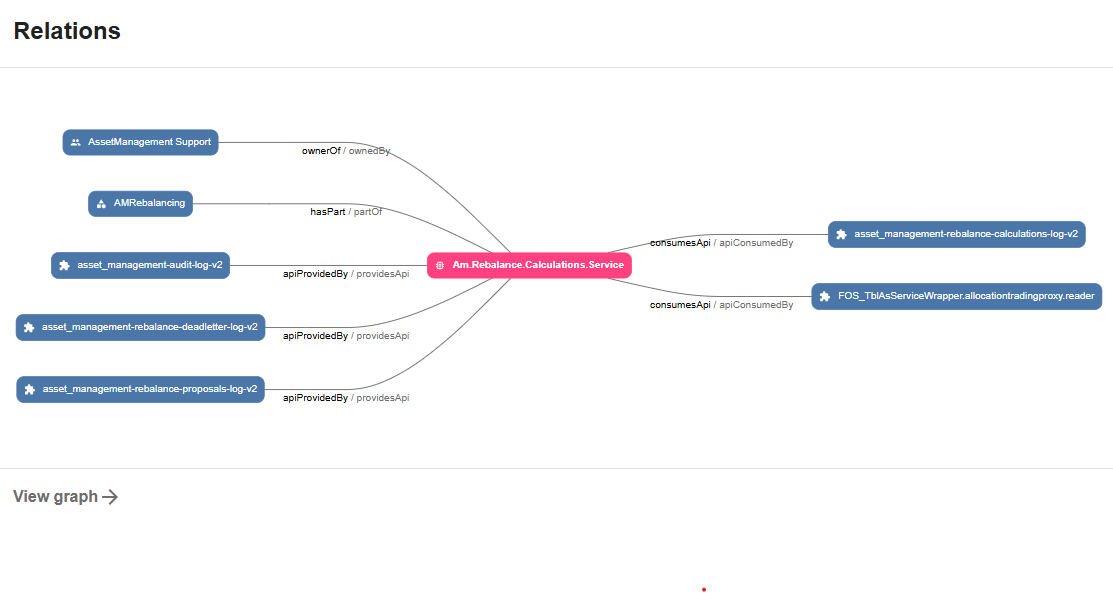 Relations
AssetManagement Support
ownerOf / ownedBy
AMRebalancing
hasPart / partOf
asset_management-audit-log-v2
apiProvidedBy / providesApi
asset_management-rebalance-deadletter-log-v2
apiProvidedBy / providesApi
asset_management-rebalance-proposals-log-v2
apiProvidedBy / providesApi
Am.Rebalance.Calculations.Service
consumesApi / apiConsumedBy
asset_management-rebalance-calculations-log-v2
consumesApi / apiConsumedBy
FOS_TblAsServiceWrapper.allocationtradingproxy.reader
View graph